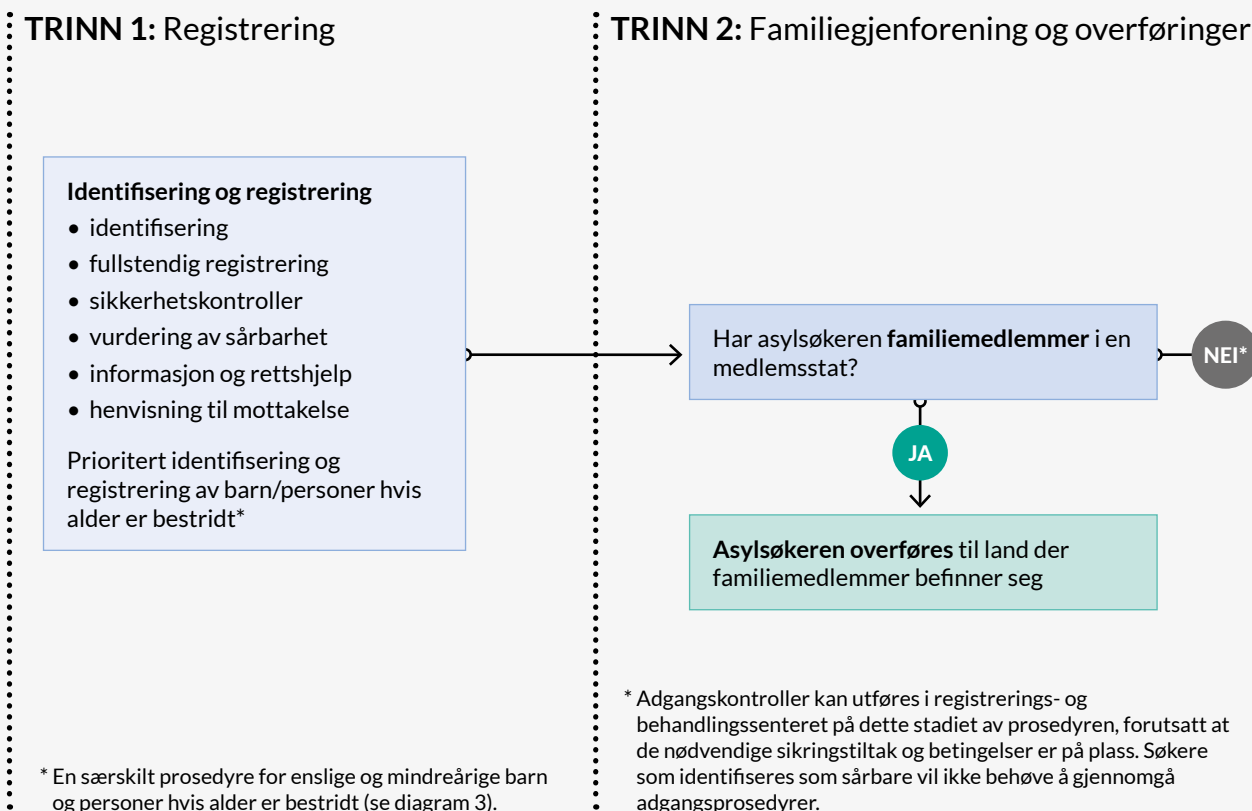 TRINN 1: Registrering
Identifisering og registrering
• identifisering
• fullstendig registrering
• sikkerhetskontroller
• vurdering av sårbarhet
• informasjon og rettshjelp
• henvisning til mottakelse
Prioritert identifisering og
registrering av barn/personer hvis
alder er bestridt*
* En særskilt prosedyre for enslige og mindreårige barn
og personer hvis alder er bestridt (se diagram 3).
TRINN 2: Familiegjenforening og overføringer
Har asylsøkeren familiemedlemmer i en
medlemsstat?
NEI*
JA
Asylsøkeren overføres til land der
familiemedlemmer befinner seg
* Adgangskontroller kan utføres i registrerings- og
behandlingssenteret på dette stadiet av prosedyren, forutsatt at
de nødvendige sikringstiltak og betingelser er på plass. Søkere
som identifiseres som sårbare vil ikke behøve å gjennomgå
adgangsprosedyrer.